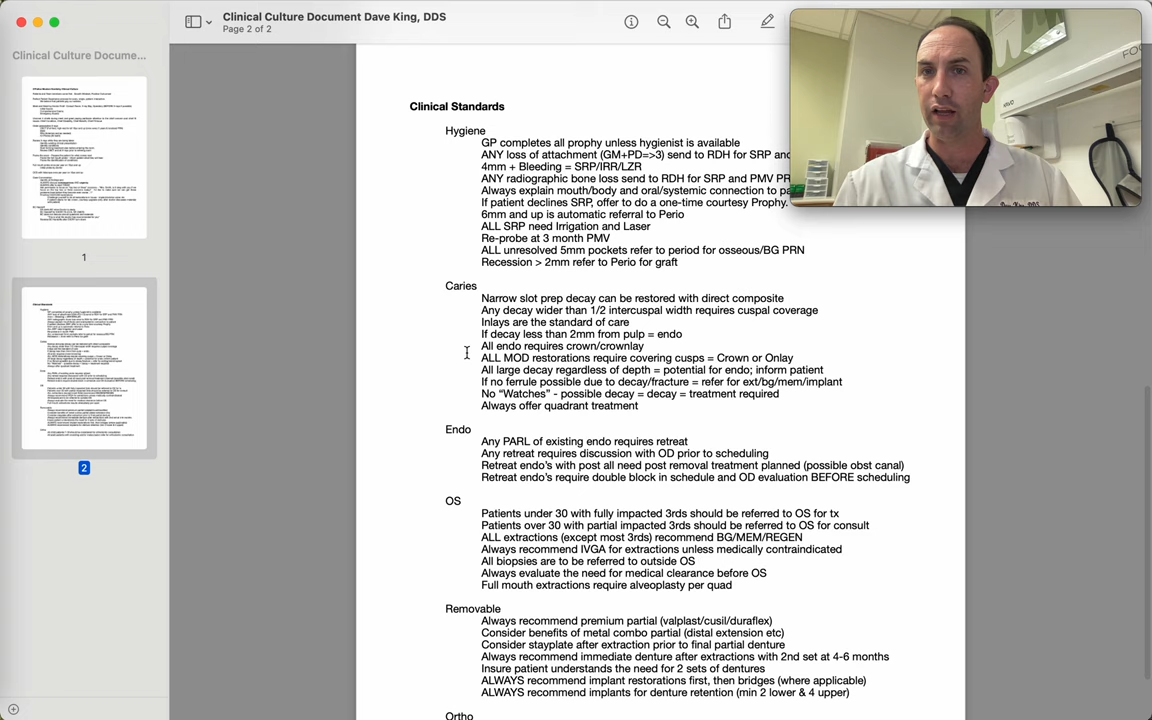 Clinical Culture Document Dave King, DDS
Page 2 of 2
Clinical Culture Docume...
1
2
Clinical Standards
Hygiene
GP completes all prophy unless hygienist is available
ANY loss of attachment (GM+PD=>3) send to RDH for SRP and
4mm + Bleeding = SRP/IRR/LZR
ANY radiographic bone loss send to RDH for SRP and PMV PR
Always explain mouth/body and oral/systemic connection to pa
If patient declines SRP, offer to do a one-time courtesy Prophy.
6mm and up is automatic referral to Perio
ALL SRP need Irrigation and Laser
Re-probe at 3 month PMV
ALL unresolved 5mm pockets refer to period for osseous/BG PRN
Recession > 2mm refer to Perio for graft
Caries
Narrow slot prep decay can be restored with direct composite
Any decay wider than 1/2 intercuspal width requires cuspal coverage
Inlays are the standard of care
If decay less than 2mm from pulp = endo
All endo requires crown/crownlay
ALL MOD restorations require covering cusps = Crown or Onlay
All large decay regardless of depth = potential for endo; inform patient
If no ferrule possible due to decay/fracture = refer for ext/bg/mem/implant
No “Watches” - possible decay = decay = treatment required
Always offer quadrant treatment
Endo
Any PARL of existing endo requires retreat
Any retreat requires discussion with OD prior to scheduling
Retreat endo’s with post all need post removal treatment planned (possible obst canal)
Retreat endo’s require double block in schedule and OD evaluation BEFORE scheduling
OS
Patients under 30 with fully impacted 3rds should be referred to OS for tx
Patients over 30 with partial impacted 3rds should be referred to OS for consult
ALL extractions (except most 3rds) recommend BG/MEM/REGEN
Always recommend IVGA for extractions unless medically contraindicated
All biopsies are to be referred to outside OS
Always evaluate the need for medical clearance before OS
Full mouth extractions require alveoplasty per quad
Removable
Always recommend premium partial (valplast/cusil/duraflex)
Consider benefits of metal combo partial (distal extension etc)
Consider stayplate after extraction prior to final partial denture
Always recommend immediate denture after extractions with 2nd set at 4-6 months
Insure patient understands the need for 2 sets of dentures
ALWAYS recommend implant restorations first, then bridges (where applicable)
ALWAYS recommend implants for denture retention (min 2 lower & 4 upper)
Ortho